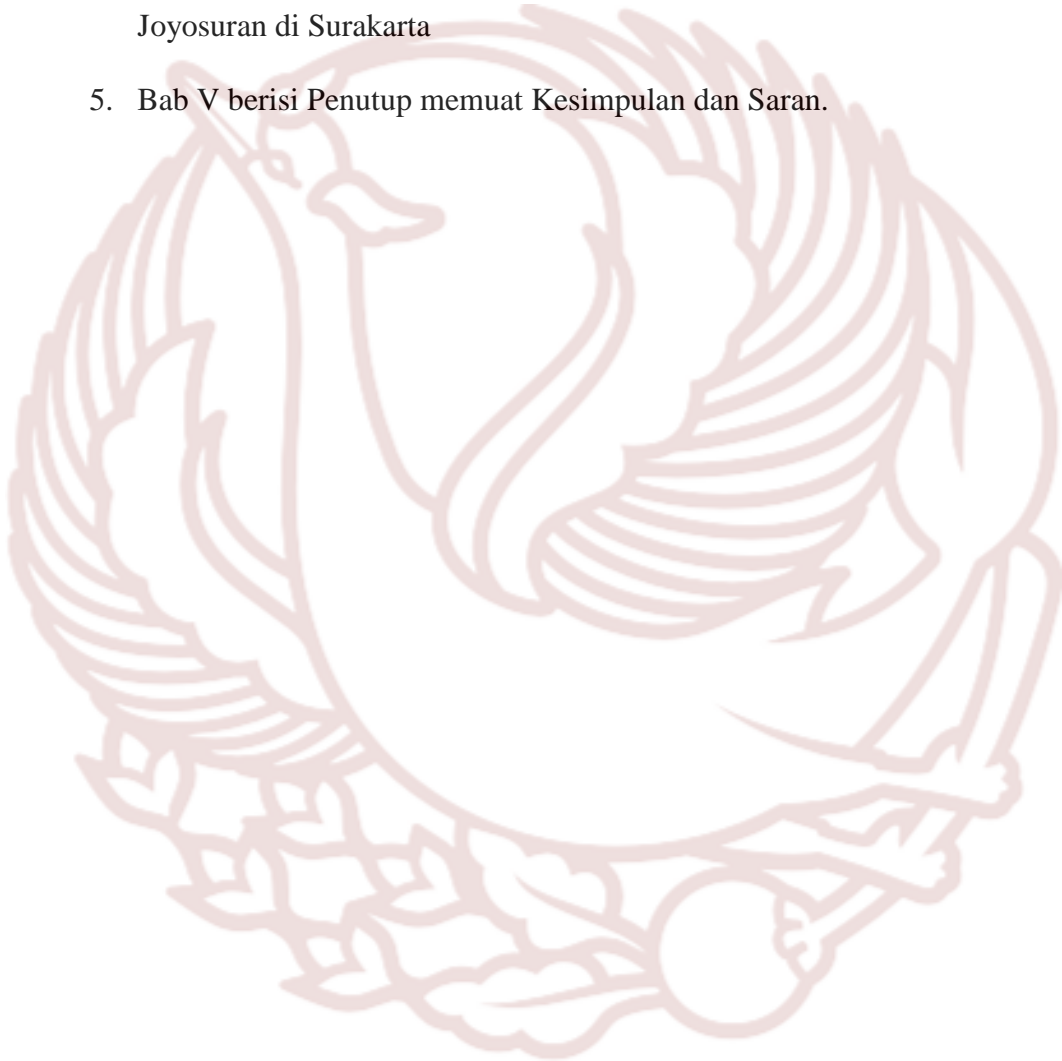 Joyosuran di Surakarta
5. Bab V berisi Penutup memuat Kesimpulan dan Saran.